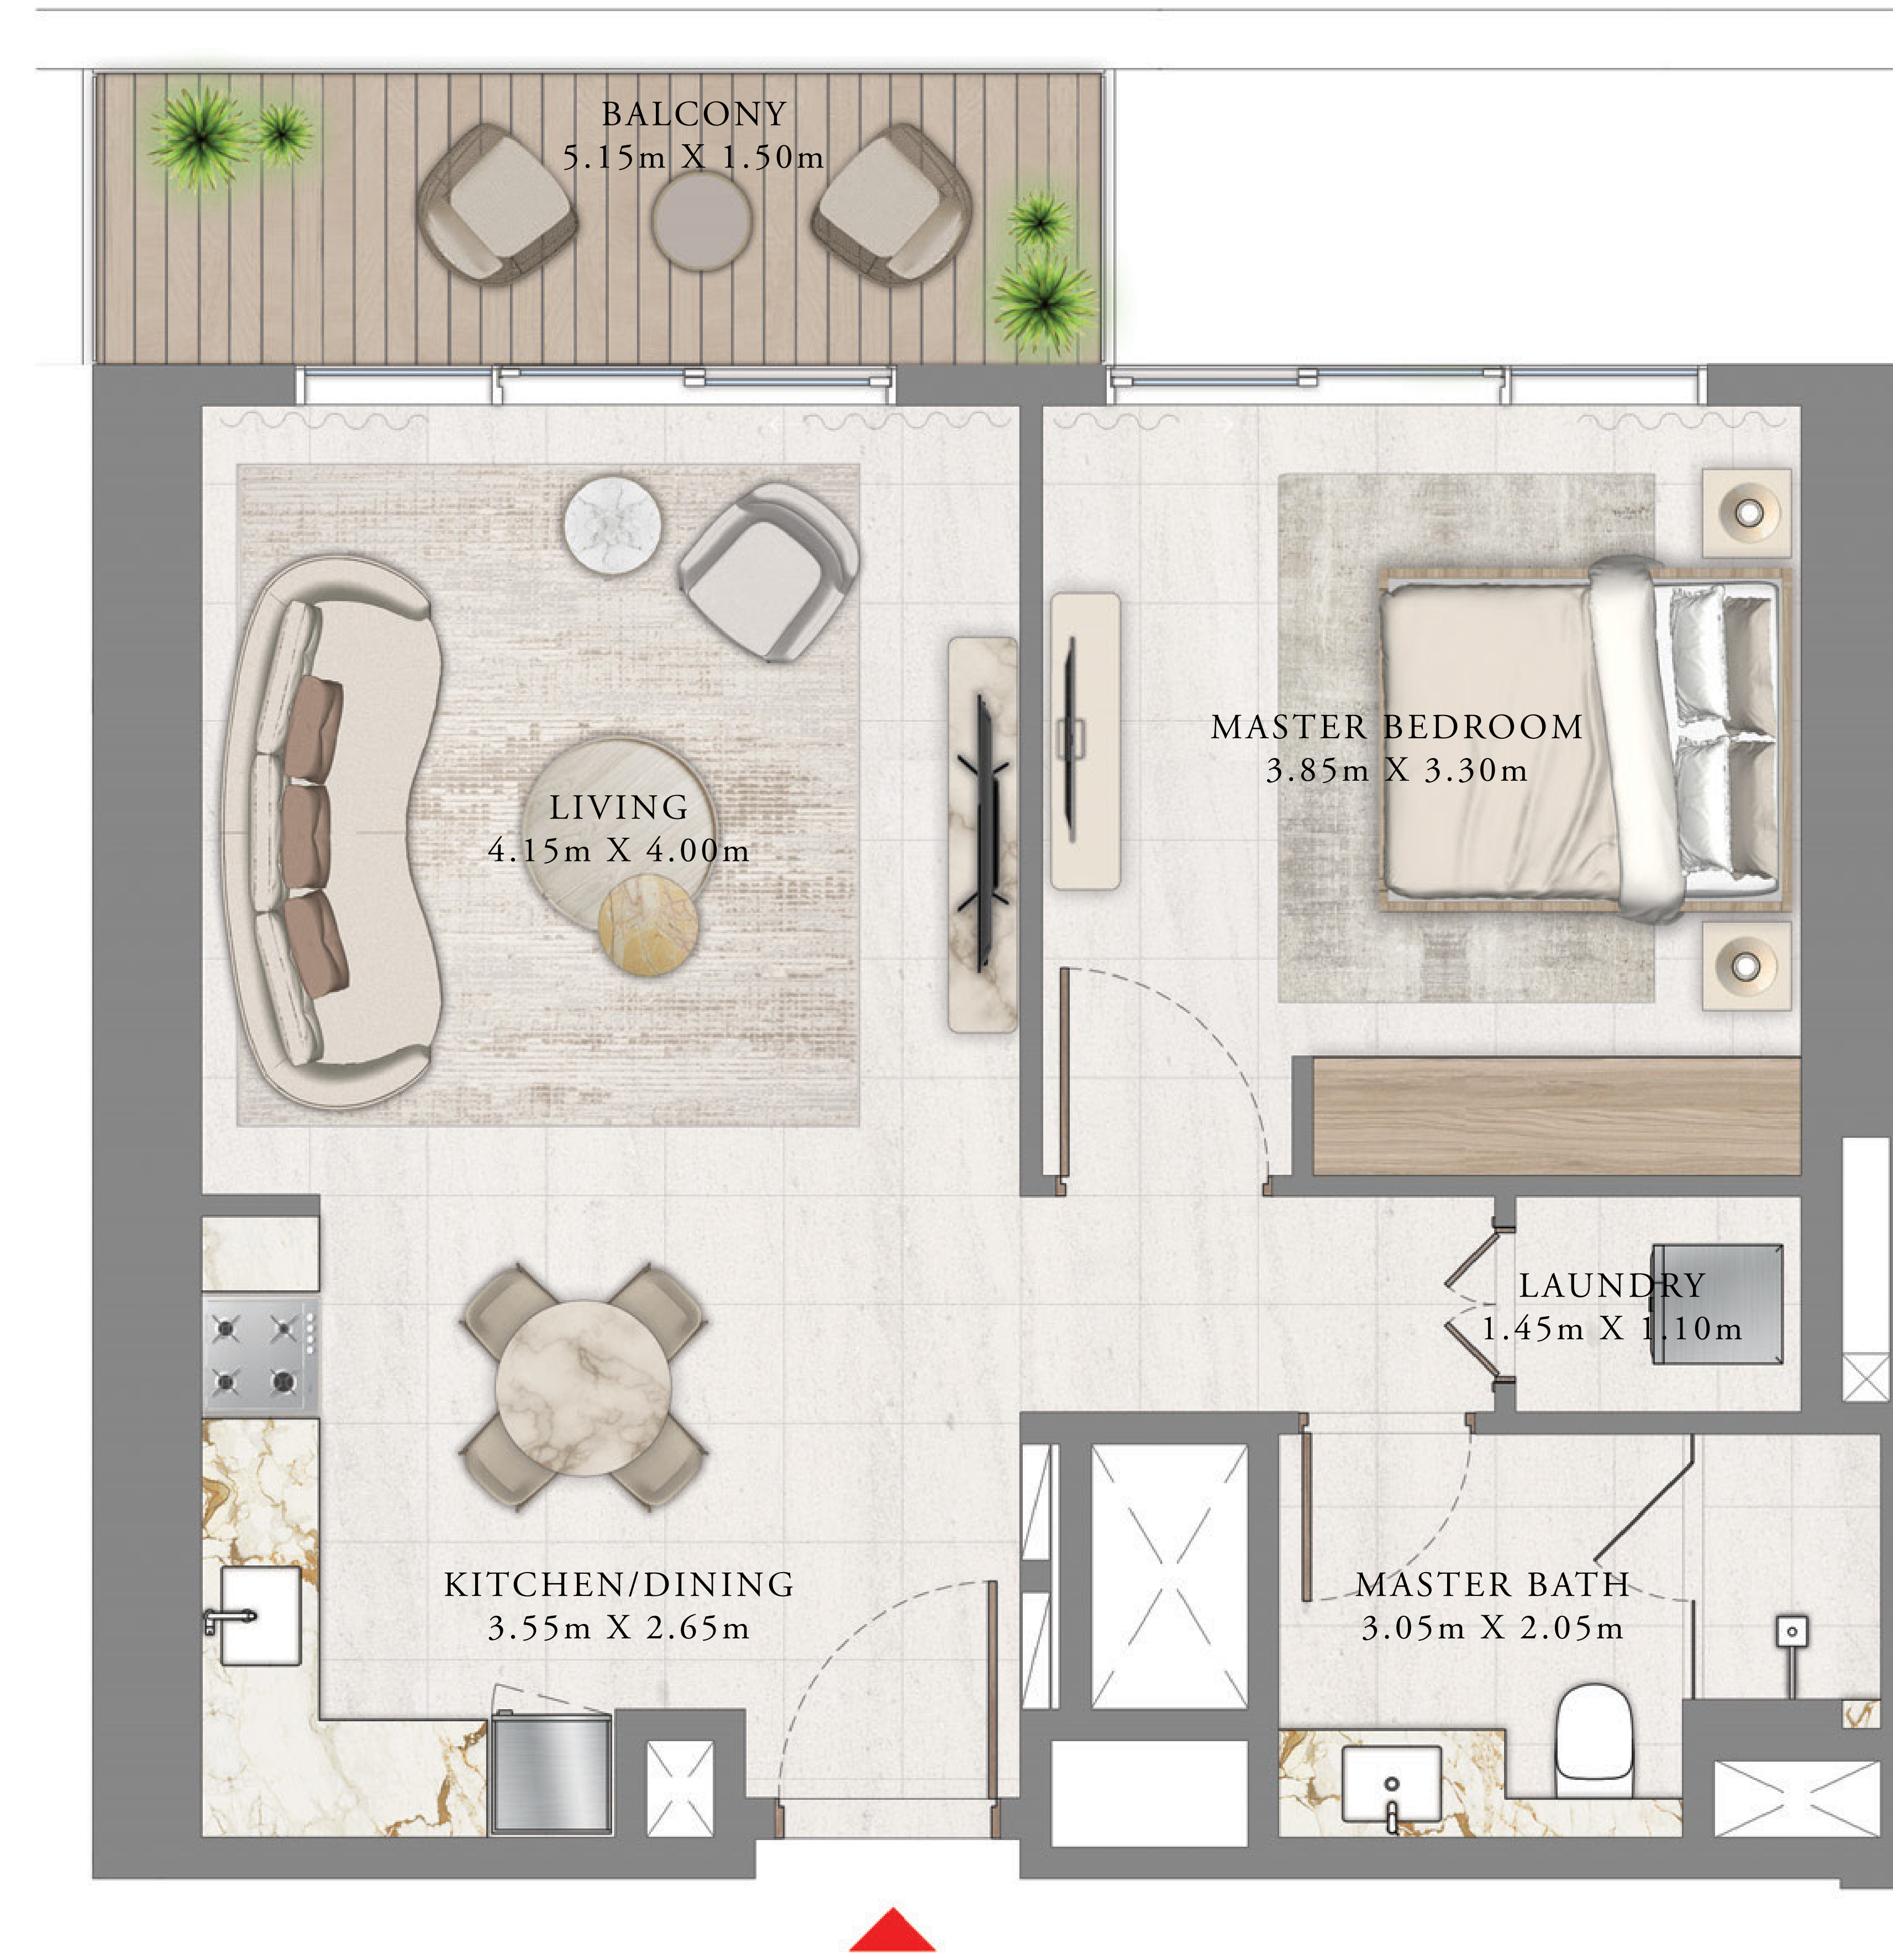 BALCONY
5.15m X 1.50m
MASTER BEDROOM
3.85m X 3.30m
LIVING
4.15m X 4.00m
LAUNDRY
1.45m X 1.10m
KITCHEN/DINING
3.55m X 2.65m
MASTER BATH
3.05m X 2.05m